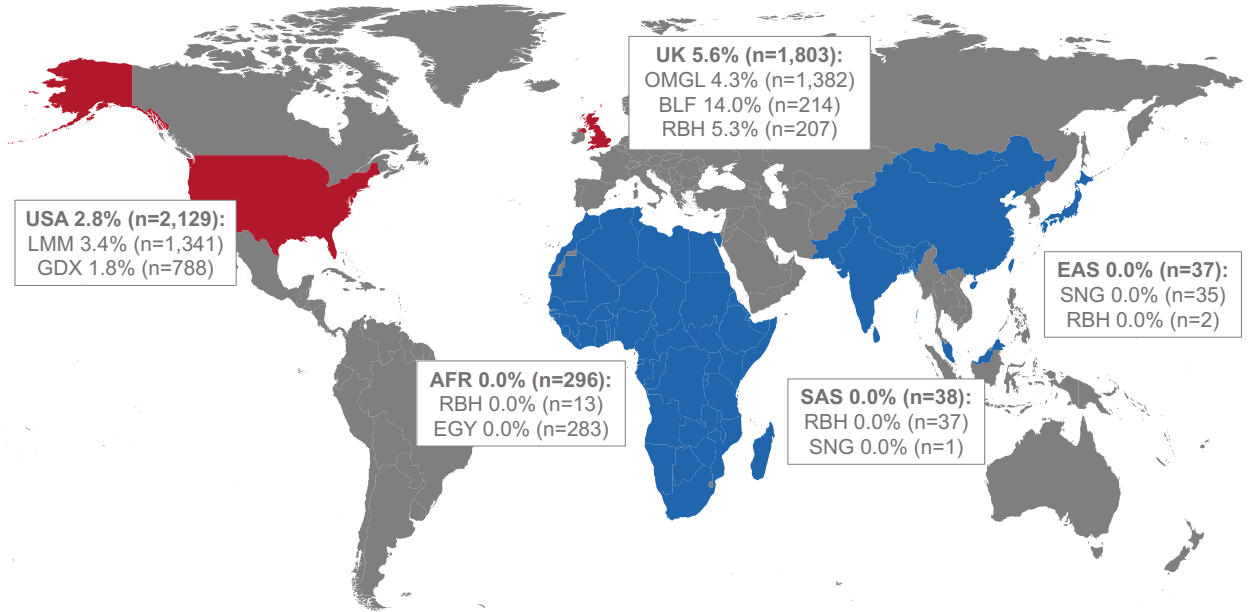 UK 5.6% (n=1,803):
OMGL 4.3% (n=1,382)
BLF 14.0% (n=214)
RBH 5.3% (n=207)
USA 2.8% (n=2,129):
LMM 3.4% (n=1,341)
GDX 1.8% (n=788)
EAS 0.0% (n=37):
SNG 0.0% (n=35)
RBH 0.0% (n=2)
AFR 0.0% (n=296):
RBH 0.0% (n=13)
EGY 0.0% (n=283)
SAS 0.0% (n=38):
RBH 0.0% (n=37)
SNG 0.0% (n=1)